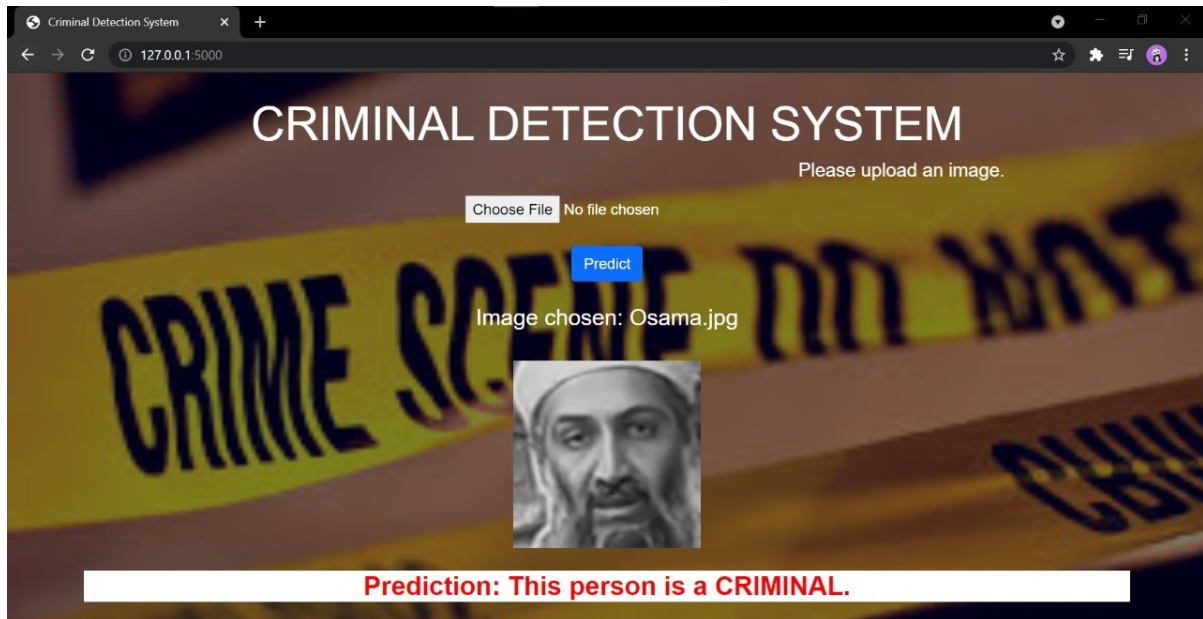 Criminal Detection System
127.0.0.1:5000
CRIMINAL DETECTION SYSTEM
Please upload an image.
Choose File No file chosen
Predict
Image chosen: Osama.jpg
Prediction: This person is a CRIMINAL.
CRIME SCENE DO NOT